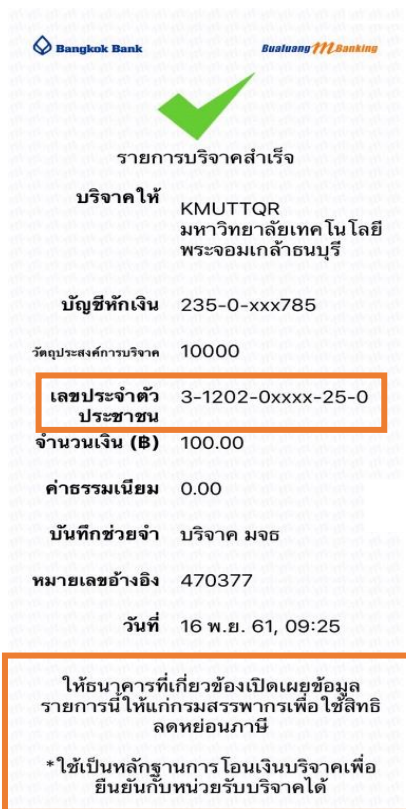 Bangkok Bank
Bualuang mBanking
รายการบริจาคสำเร็จ
บริจาคให้
KMUTTQR
มหาวิทยาลัยเทคโนโลยี
พระจอมเกล้าธนบุรี
บัญชีหักเงิน 235-0-xxx785
วัตถุประสงค์การบริจาค 10000
เลขประจำตัว 3-1202-0xxxx-25-0
ประชาชน
จำนวนเงิน (฿) 100.00
ค่าธรรมเนียม 0.00
บันทึกช่วยจำ บริจาค มจธ
หมายเลขอ้างอิง 470377
วันที่ 16 พ.ย. 61, 09:25
ให้ธนาคารที่เกี่ยวข้องเปิดเผยข้อมูล
รายการนี้ให้แก่กรมสรรพากรเพื่อใช้สิทธิ
ลดหย่อนภาษี
*ใช้เป็นหลักฐานการโอนเงินบริจาคเพื่อ
ยืนยันกับหน่วยรับบริจาคได้